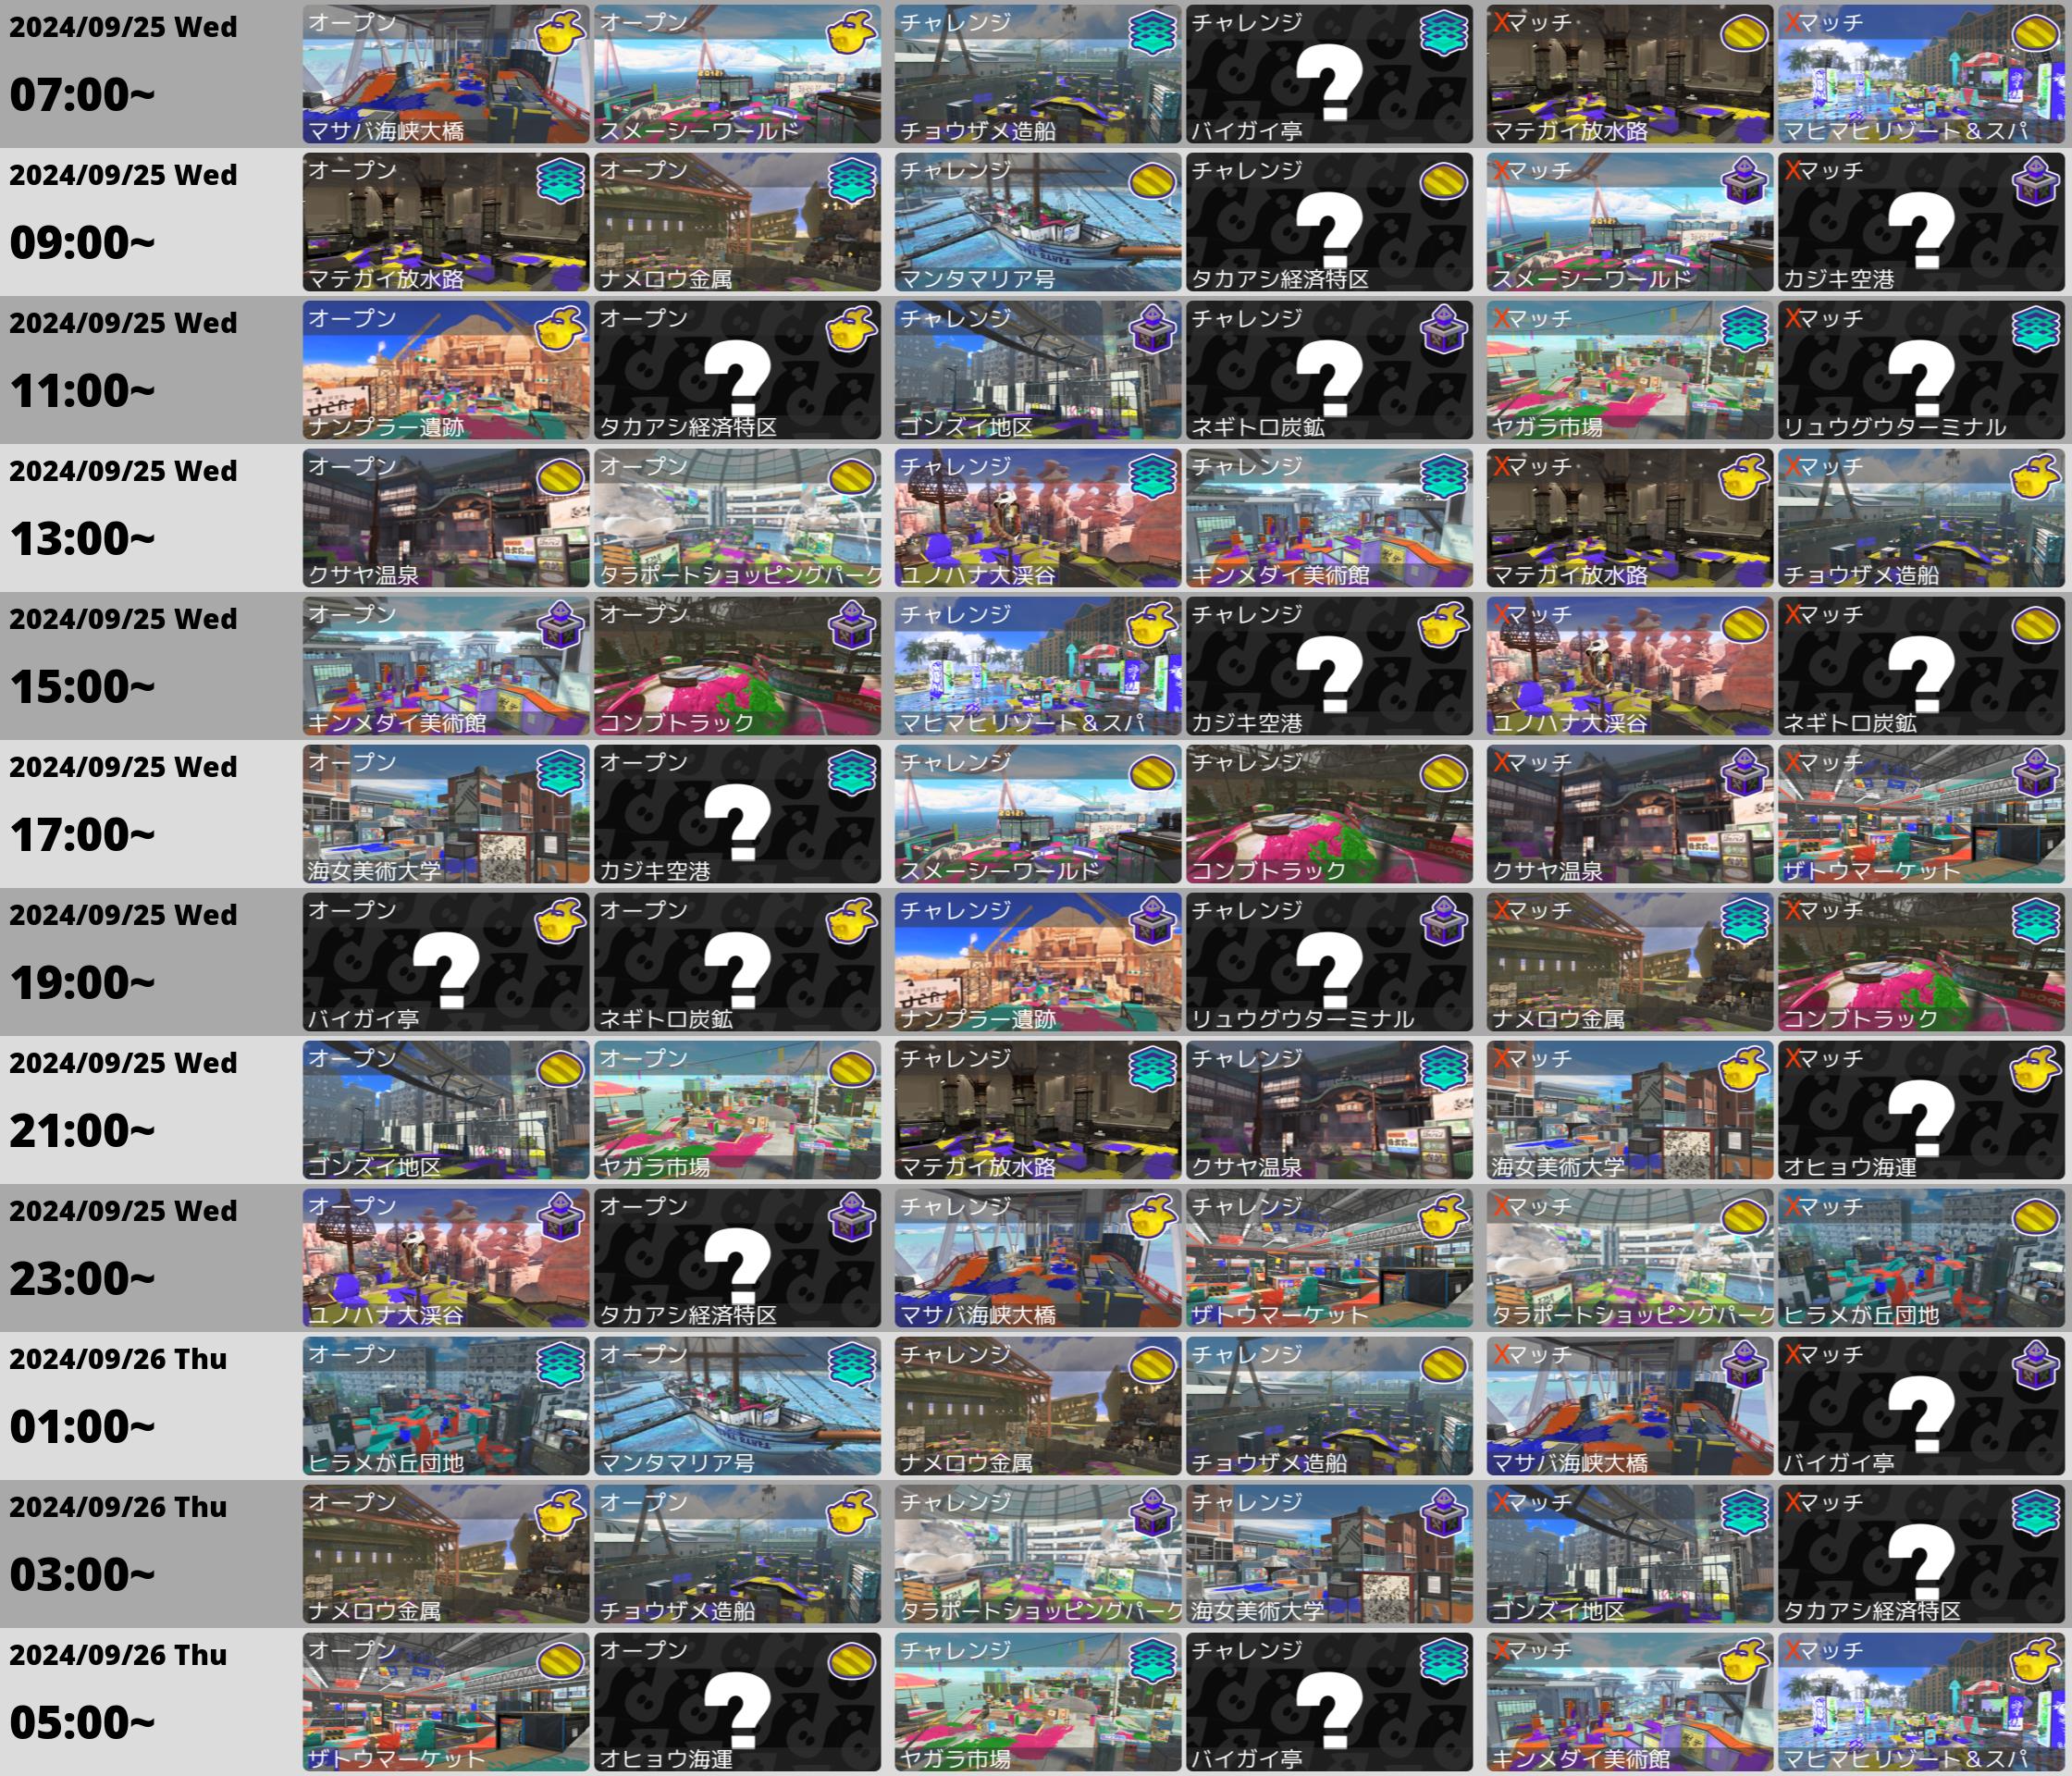 2024/09/25 Wed
07:00~
オープン
マサバ海峡大橋
オープン
スメーシーワールド
チャレンジ
チョウザメ造船
チャレンジ
?
バイガイ亭
Xマッチ
マテガイ放水路
Xマッチ
マヒマヒリゾート&スパ
2024/09/25 Wed
09:00~
オープン
マテガイ放水路
オープン
ナメロウ金属
チャレンジ
マンタマリア号
チャレンジ
?
タカアシ経済特区
Xマッチ
スメーシーワールド
Xマッチ
?
カジキ空港
2024/09/25 Wed
11:00~
オープン
ナンプラー遺跡
オープン
?
タカアシ経済特区
チャレンジ
ゴンズイ地区
チャレンジ
?
ネギトロ炭鉱
Xマッチ
ヤガラ市場
Xマッチ
?
リュウグウターミナル
2024/09/25 Wed
13:00~
オープン
クサヤ温泉
オープン
タラポートショッピングパーク
チャレンジ
ユノハナ大渓谷
チャレンジ
キンメダイ美術館
Xマッチ
マテガイ放水路
Xマッチ
チョウザメ造船
2024/09/25 Wed
15:00~
オープン
キンメダイ美術館
オープン
コンブトラック
チャレンジ
マヒマヒリゾート&スパ
チャレンジ
?
カジキ空港
Xマッチ
ユノハナ大渓谷
Xマッチ
?
ネギトロ炭鉱
2024/09/25 Wed
17:00~
オープン
海女美術大学
オープン
?
カジキ空港
チャレンジ
スメーシーワールド
チャレンジ
コンブトラック
Xマッチ
クサヤ温泉
Xマッチ
ザトウマーケット
2024/09/25 Wed
19:00~
オープン
?
バイガイ亭
オープン
?
ネギトロ炭鉱
チャレンジ
ナンプラー遺跡
チャレンジ
?
リュウグウターミナル
Xマッチ
ナメロウ金属
Xマッチ
コンブトラック
2024/09/25 Wed
21:00~
オープン
ゴンズイ地区
オープン
ヤガラ市場
チャレンジ
マテガイ放水路
チャレンジ
クサヤ温泉
Xマッチ
海女美術大学
Xマッチ
?
オヒョウ海運
2024/09/25 Wed
23:00~
オープン
ユノハナ大渓谷
オープン
?
タカアシ経済特区
チャレンジ
マサバ海峡大橋
チャレンジ
ザトウマーケット
Xマッチ
タラポートショッピングパーク
Xマッチ
ヒラメが丘団地
2024/09/26 Thu
01:00~
オープン
ヒラメが丘団地
オープン
マンタマリア号
チャレンジ
ナメロウ金属
チャレンジ
チョウザメ造船
Xマッチ
マサバ海峡大橋
Xマッチ
?
バイガイ亭
2024/09/26 Thu
03:00~
オープン
ナメロウ金属
オープン
チョウザメ造船
チャレンジ
タラポートショッピングパーク
チャレンジ
海女美術大学
Xマッチ
ゴンズイ地区
Xマッチ
?
タカアシ経済特区
2024/09/26 Thu
05:00~
オープン
ザトウマーケット
オープン
?
オヒョウ海運
チャレンジ
ヤガラ市場
チャレンジ
?
バイガイ亭
Xマッチ
キンメダイ美術館
Xマッチ
マヒマヒリゾート&スパ